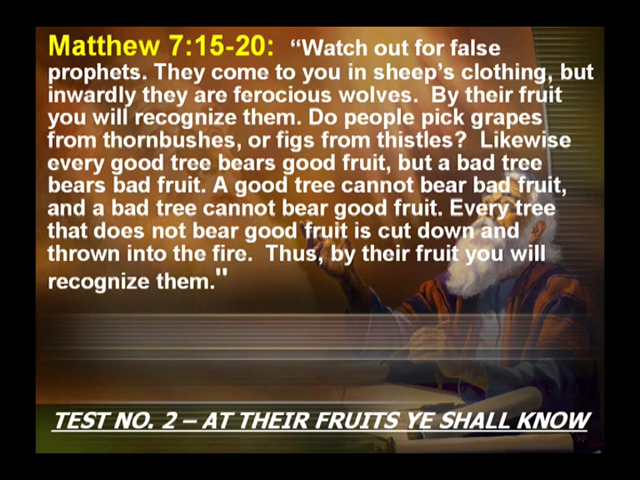 Matthew 7:15-20: “Watch out for false
prophets. They come to you in sheep’s clothing, but
inwardly they are ferocious wolves. By their fruit
you will recognize them. Do people pick grapes
from thornbushes, or figs from thistles? Likewise
every good tree bears good fruit, but a bad tree
bears bad fruit. A good tree cannot bear bad fruit,
and a bad tree cannot bear good fruit. Every tree
that does not bear good fruit is cut down and
thrown into the fire. Thus, by their fruit you will
recognize them."
TEST NO. 2 – AT THEIR FRUITS YE SHALL KNOW